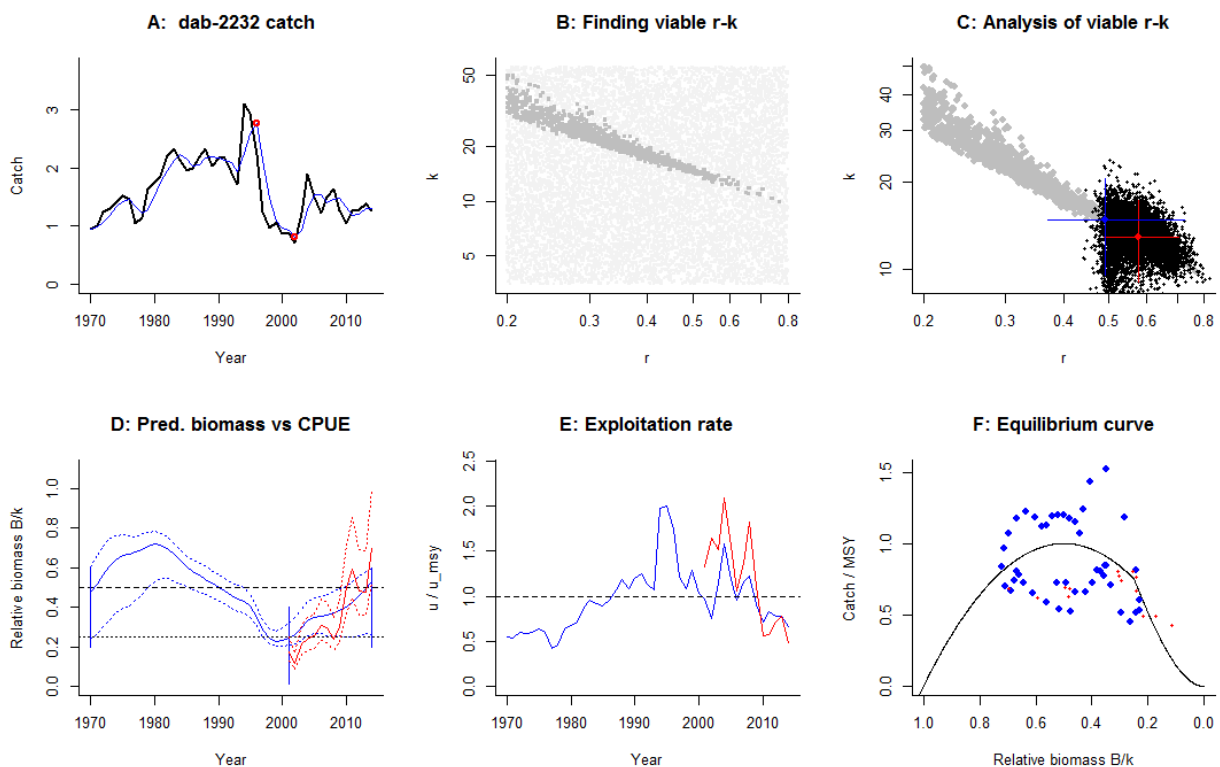 A:  dab-2232 catch
Catch
3
2
1
0
1970 1980 1990 2000 2010
Year
B: Finding viable r-k
k
50
20
10
5
0.2 0.3 0.4 0.5 0.6 0.8
r
C: Analysis of viable r-k
k
40
30
20
10
0.2 0.3 0.4 0.5 0.6 0.8
r
D: Pred. biomass vs CPUE
Relative biomass B/k
1.0
0.8
0.6
0.4
0.2
0.0
1970 1980 1990 2000 2010
Year
E: Exploitation rate
u / u_msy
2.5
2.0
1.5
1.0
0.5
0.0
1970 1980 1990 2000 2010
Year
F: Equilibrium curve
Catch / MSY
1.5
1.0
0.5
0.0
1.0 0.8 0.6 0.4 0.2 0.0
Relative biomass B/k